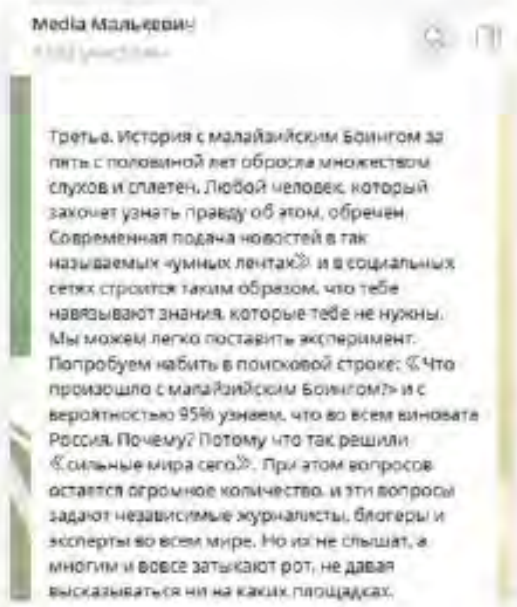 Media Малькевич
Третье. История с малайзийским Боингом за
пять с половиной лет обросла множеством
слухов и сплетен. Любой человек, который
захочет узнать правду об этом, обречен.
Современная подача новостей в так
называемых «умных лентах» и в социальных
сетях строится таким образом, что тебе
навязывают знания, которые тебе не нужны.
Мы можем легко поставить эксперимент.
Попробуем набить в поисковой строке: «Что
произошло с малайзийским Боингом?» и с
вероятностью 95% узнаем, что во всем виновата
Россия. Почему? Потому что так решили
«сильные мира сего». При этом вопросов
остается огромное количество, и эти вопросы
задают независимые журналисты, блогеры и
эксперты во всем мире. Но их не слышат, а
многим и вовсе затыкают рот, не давая
высказываться ни на каких площадках.